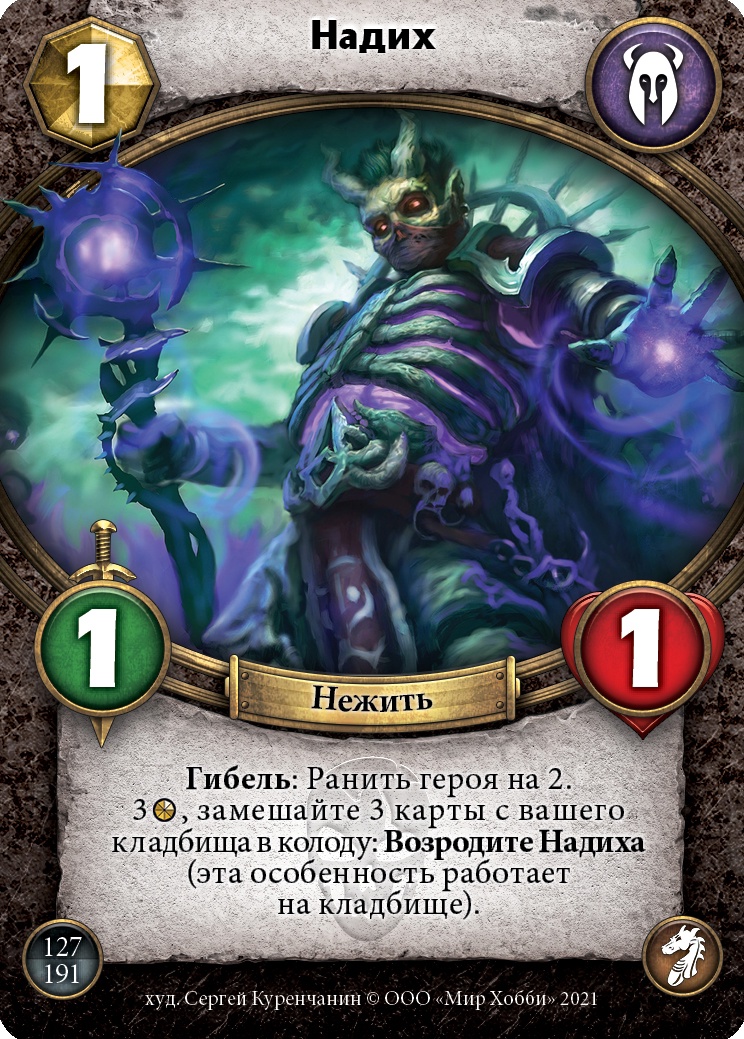 1
Надих
1
1
Нежить
Гибель: Ранить героя на 2.
3, замешайте 3 карты с вашего
кладбища в колоду: Возродите Надиха
(эта особенность работает
на кладбище).
127
191
худ. Сергей Куренчанин © ООО «Мир Хобби» 2021